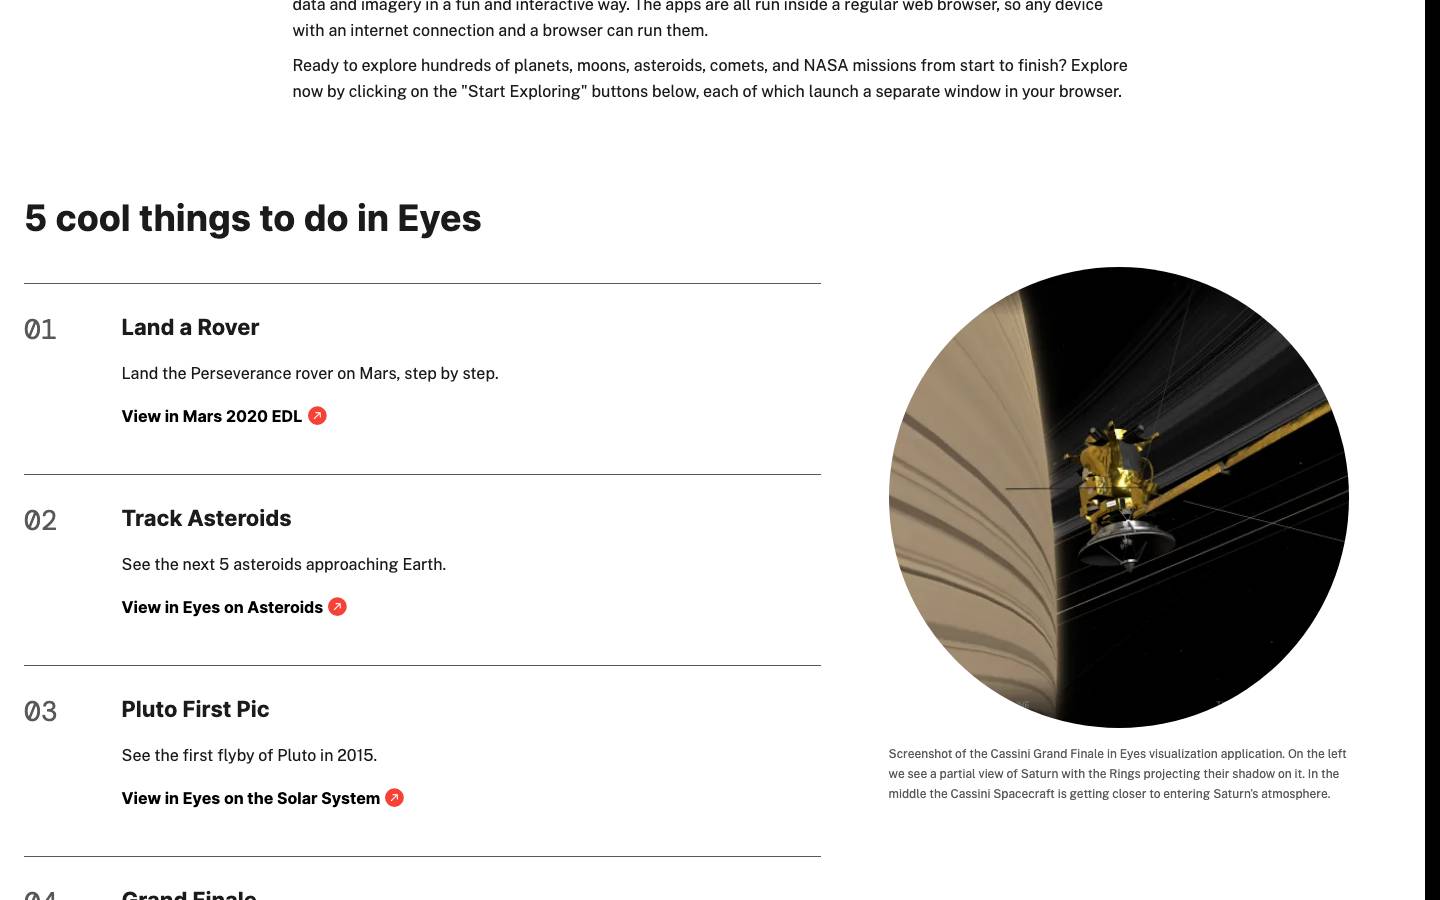 data and imagery in a fun and interactive way. The apps are all run inside a regular web browser, so any device
with an internet connection and a browser can run them.
Ready to explore hundreds of planets, moons, asteroids, comets, and NASA missions from start to finish? Explore
now by clicking on the "Start Exploring" buttons below, each of which launch a separate window in your browser.
5 cool things to do in Eyes
01
Land a Rover
Land the Perseverance rover on Mars, step by step.
View in Mars 2020 EDL
02
Track Asteroids
See the next 5 asteroids approaching Earth.
View in Eyes on Asteroids
03
Pluto First Pic
See the first flyby of Pluto in 2015.
View in Eyes on the Solar System
04
Grand Finale
Screenshot of the Cassini Grand Finale in Eyes visualization application. On the left
we see a partial view of Saturn with the Rings projecting their shadow on it. In the
middle the Cassini Spacecraft is getting closer to entering Saturn's atmosphere.